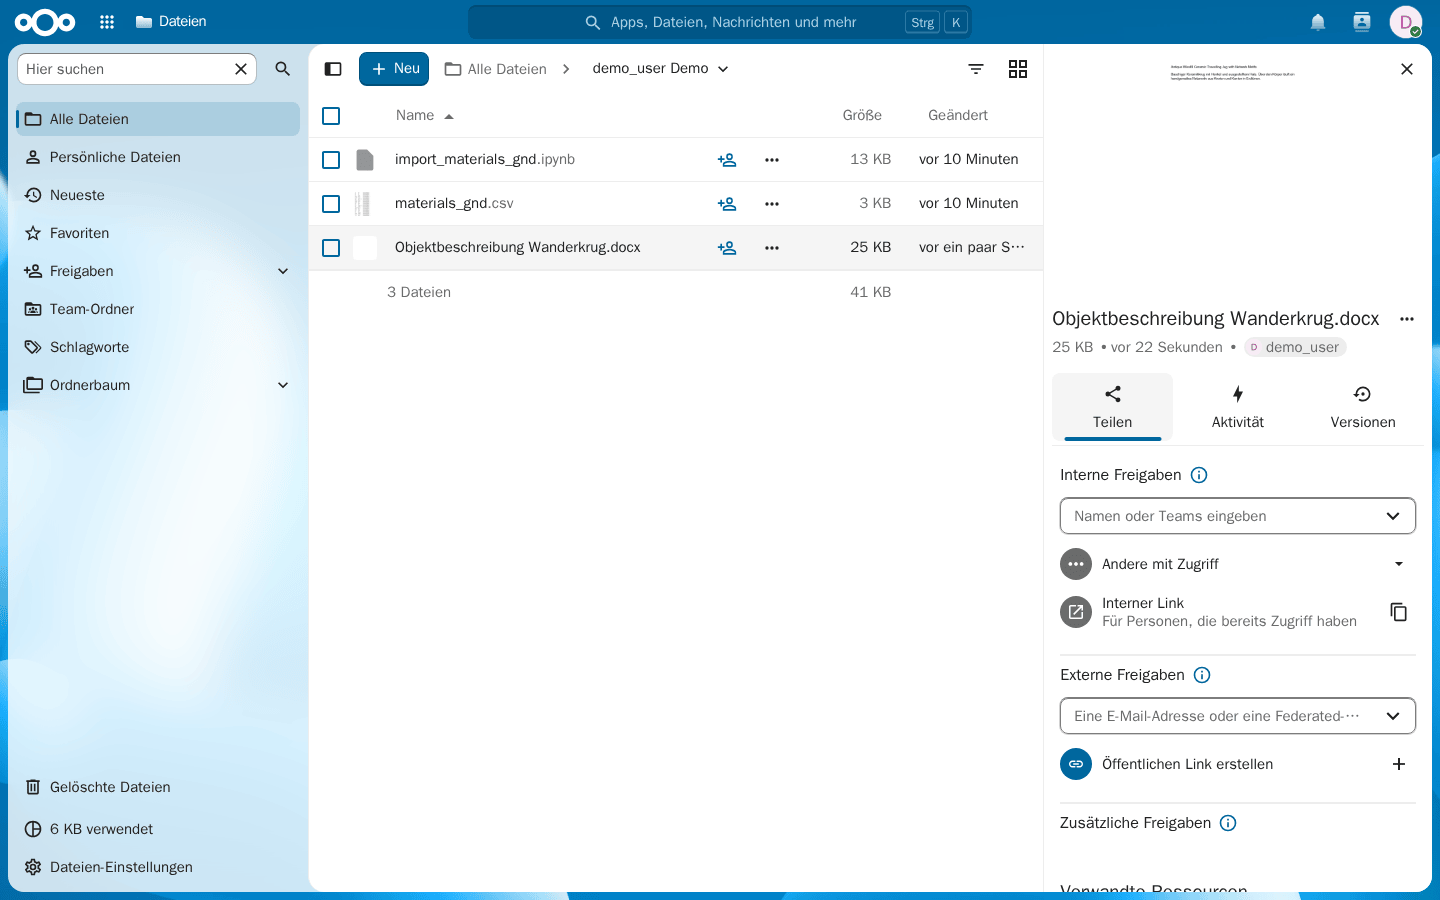 Dateien
Apps, Dateien, Nachrichten und mehr
Strg K
D
Hier suchen
Alle Dateien
Persönliche Dateien
Neueste
Favoriten
Freigaben
Team-Ordner
Schlagworte
Ordnerbaum
Gelöschte Dateien
6 KB verwendet
Dateien-Einstellungen
Neu
Alle Dateien
demo_user Demo
Name Größe Geändert
import_materials_gnd.ipynb 13 KB vor 10 Minuten
materials_gnd.csv 3 KB vor 10 Minuten
Objektbeschreibung Wanderkrug.docx 25 KB vor ein paar S…
3 Dateien 41 KB
Objektbeschreibung Wanderkrug.docx
25 KB • vor 22 Sekunden • D demo_user
Teilen Aktivität Versionen
Interne Freigaben
Namen oder Teams eingeben
Andere mit Zugriff
Interner Link
Für Personen, die bereits Zugriff haben
Externe Freigaben
Eine E-Mail-Adresse oder eine Federated-…
Öffentlichen Link erstellen
Zusätzliche Freigaben
Verwandte Ressourcen